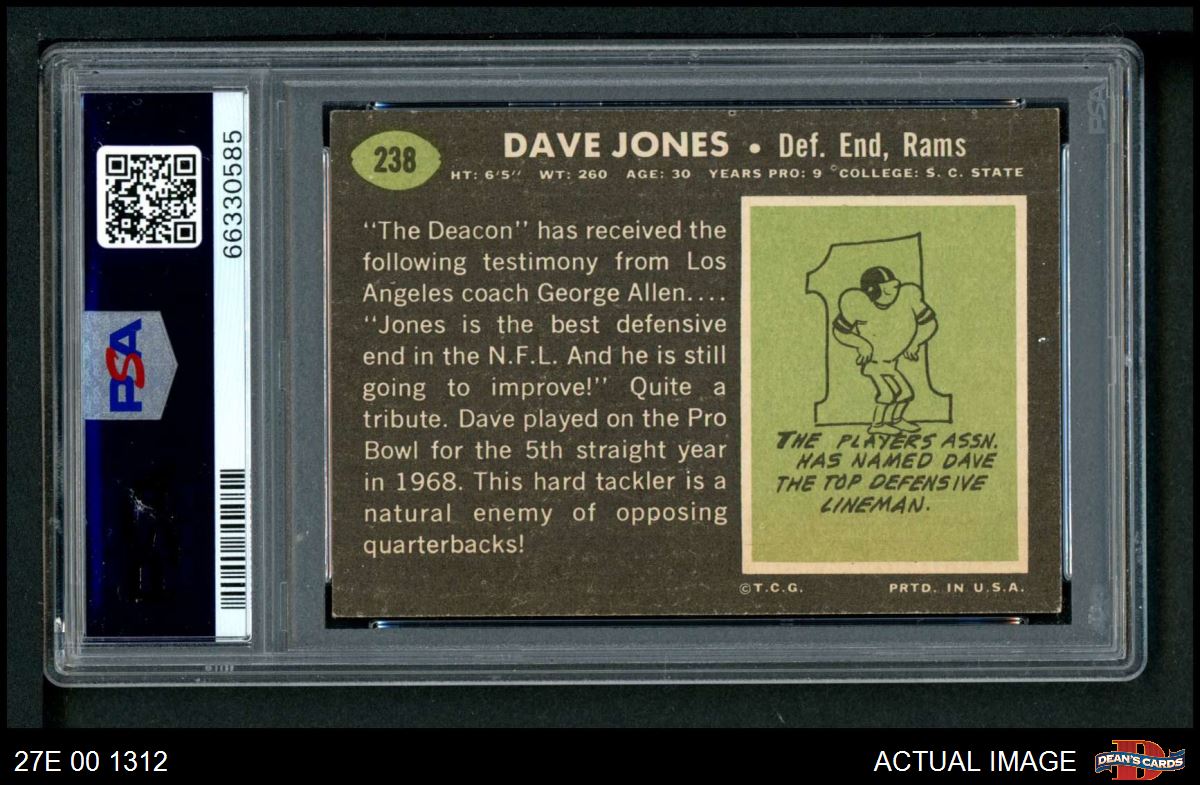 66330585
PSA
238
DAVE JONES • Def. End, Rams
HT: 6'5'' WT: 260 AGE: 30 YEARS PRO: 9 COLLEGE: S. C. STATE
“The Deacon” has received the
following testimony from Los
Angeles coach George Allen....
“Jones is the best defensive
end in the N.F.L. And he is still
going to improve!” Quite a
tribute. Dave played on the Pro
Bowl for the 5th straight year
in 1968. This hard tackler is a
natural enemy of opposing
quarterbacks!
THE PLAYERS ASSN.
HAS NAMED DAVE
THE TOP DEFENSIVE
LINEMAN.
©T.C.G. PRTD. IN U.S.A.
PSA
27E 00 1312
ACTUAL IMAGE
D
DEAN'S CARDS